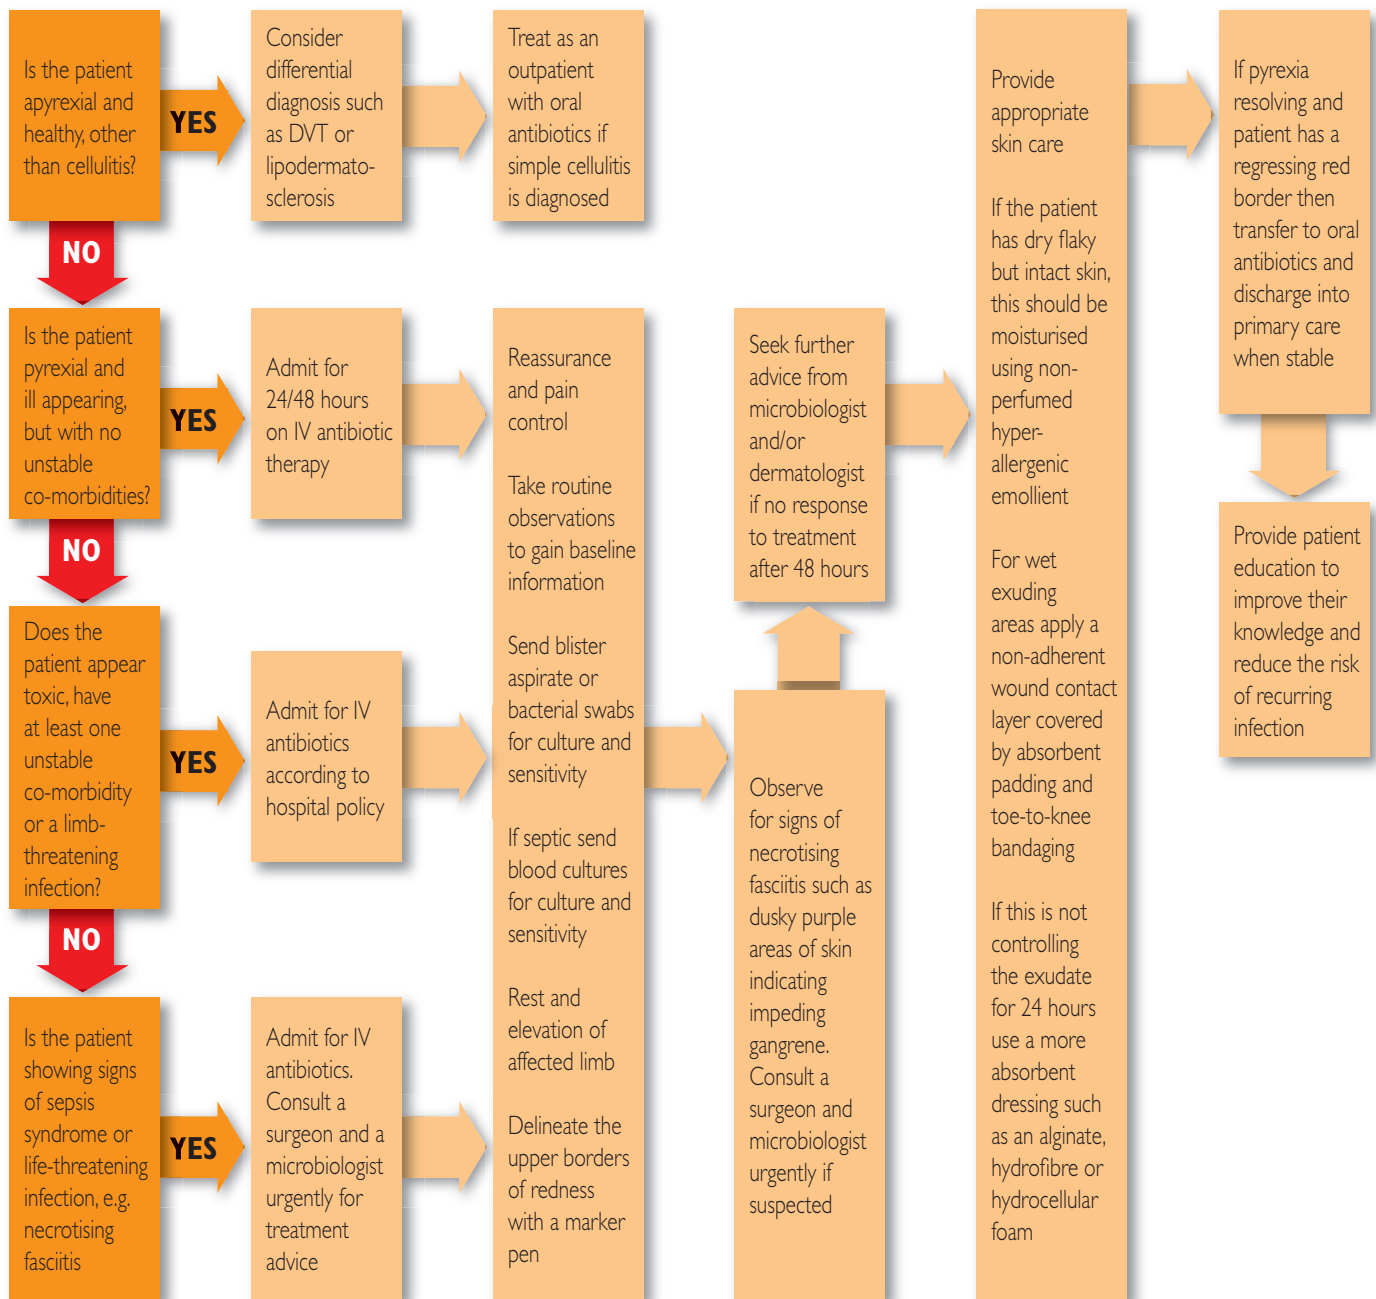 Is the patient
apyrexial and
healthy, other
than cellulitis?
YES
Consider
differential
diagnosis such
as DVT or
lipodermato-
sclerosis
Treat as an
outpatient
with oral
antibiotics if
simple cellulitis
is diagnosed
NO
Is the patient
pyrexial and
ill appearing,
but with no
unstable
co-morbidities?
YES
Admit for
24/48 hours
on IV antibiotic
therapy
NO
Does the
patient appear
toxic, have
at least one
unstable
co-morbidity
or a limb-
threatening
infection?
YES
Admit for IV
antibiotics
according to
hospital policy
NO
Is the patient
showing signs
of sepsis
syndrome or
life-threatening
infection, e.g.
necrotising
fasciitis
YES
Admit for IV
antibiotics.
Consult a
surgeon and a
microbiologist
urgently for
treatment
advice
Reassurance
and pain
control
Take routine
observations
to gain baseline
information
Send blister
aspirate or
bacterial swabs
for culture and
sensitivity
If septic send
blood cultures
for culture and
sensitivity
Rest and
elevation of
affected limb
Delineate the
upper borders
of redness
with a marker
pen
Observe
for signs of
necrotising
fasciitis such as
dusky purple
areas of skin
indicating
impeding
gangrene.
Consult a
surgeon and
microbiologist
urgently if
suspected
Seek further
advice from
microbiologist
and/or
dermatologist
if no response
to treatment
after 48 hours
Provide
appropriate
skin care
If the patient
has dry flaky
but intact skin,
this should be
moisturised
using non-
perfumed
hyper-
allergenic
emollient
For wet
exuding
areas apply a
non-adherent
wound contact
layer covered
by absorbent
padding and
toe-to-knee
bandaging
If this is not
controlling
the exudate
for 24 hours
use a more
absorbent
dressing such
as an alginate,
hydrofibre or
hydrocellular
foam
If pyrexia
resolving and
patient has a
regressing red
border then
transfer to oral
antibiotics and
discharge into
primary care
when stable
Provide patient
education to
improve their
knowledge and
reduce the risk
of recurring
infection